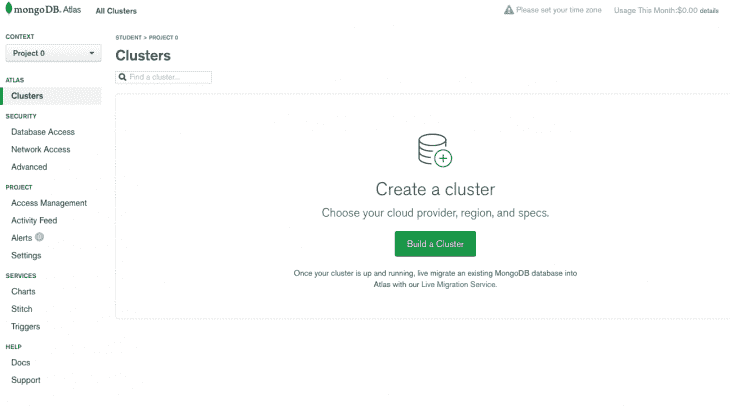 mongoDB. Atlas
All Clusters
Please set your time zone
Usage This Month:$0.00 details
CONTEXT
Project 0
ATLAS
Clusters
SECURITY
Database Access
Network Access
Advanced
PROJECT
Access Management
Activity Feed
Alerts
Settings
SERVICES
Charts
Stitch
Triggers
HELP
Docs
Support
STUDENT > PROJECT 0
Clusters
Find a cluster...
Create a cluster
Choose your cloud provider, region, and specs.
Build a Cluster
Once your cluster is up and running, live migrate an existing MongoDB database into
Atlas with our Live Migration Service.